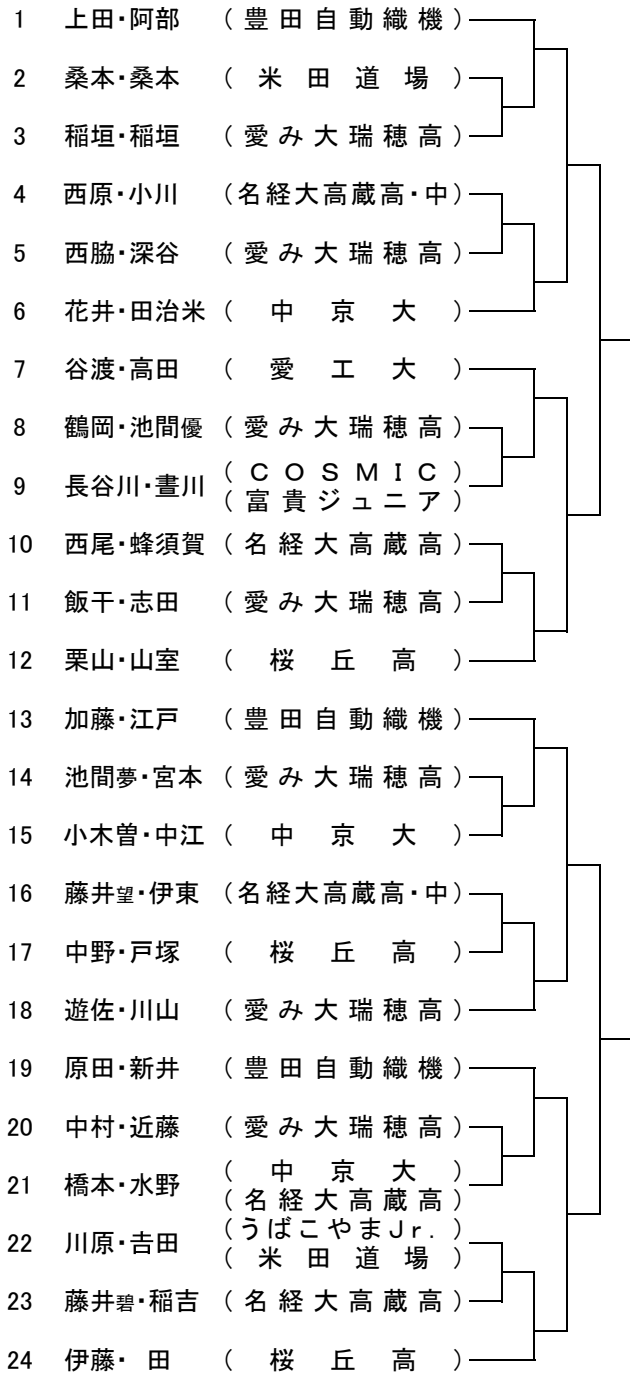 1 上田・阿部 (豊田自動織機)
2 桑本・桑本 (米田道場)
3 稲垣・稲垣 (愛み大瑞穂高)
4 西原・小川 (名経大高蔵高・中)
5 西脇・深谷 (愛み大瑞穂高)
6 花井・田治米 (中京大)
7 谷渡・高田 (愛工大)
8 鶴岡・池間優 (愛み大瑞穂高)
9 長谷川・晝川 (COSMIC)
(富貴ジュニア)
10 西尾・蜂須賀 (名経大高蔵高)
11 飯干・志田 (愛み大瑞穂高)
12 栗山・山室 (桜丘高)
13 加藤・江戸 (豊田自動織機)
14 池間夢・宮本 (愛み大瑞穂高)
15 小木曽・中江 (中京大)
16 藤井望・伊東 (名経大高蔵高・中)
17 中野・戸塚 (桜丘高)
18 遊佐・川山 (愛み大瑞穂高)
19 原田・新井 (豊田自動織機)
20 中村・近藤 (愛み大瑞穂高)
21 橋本・水野 (中京大)
(名経大高蔵高)
22 川原・𠮷田 (うばこやまJr.)
(米田道場)
23 藤井碧・稲吉 (名経大高蔵高)
24 伊藤・ 田 (桜丘高)